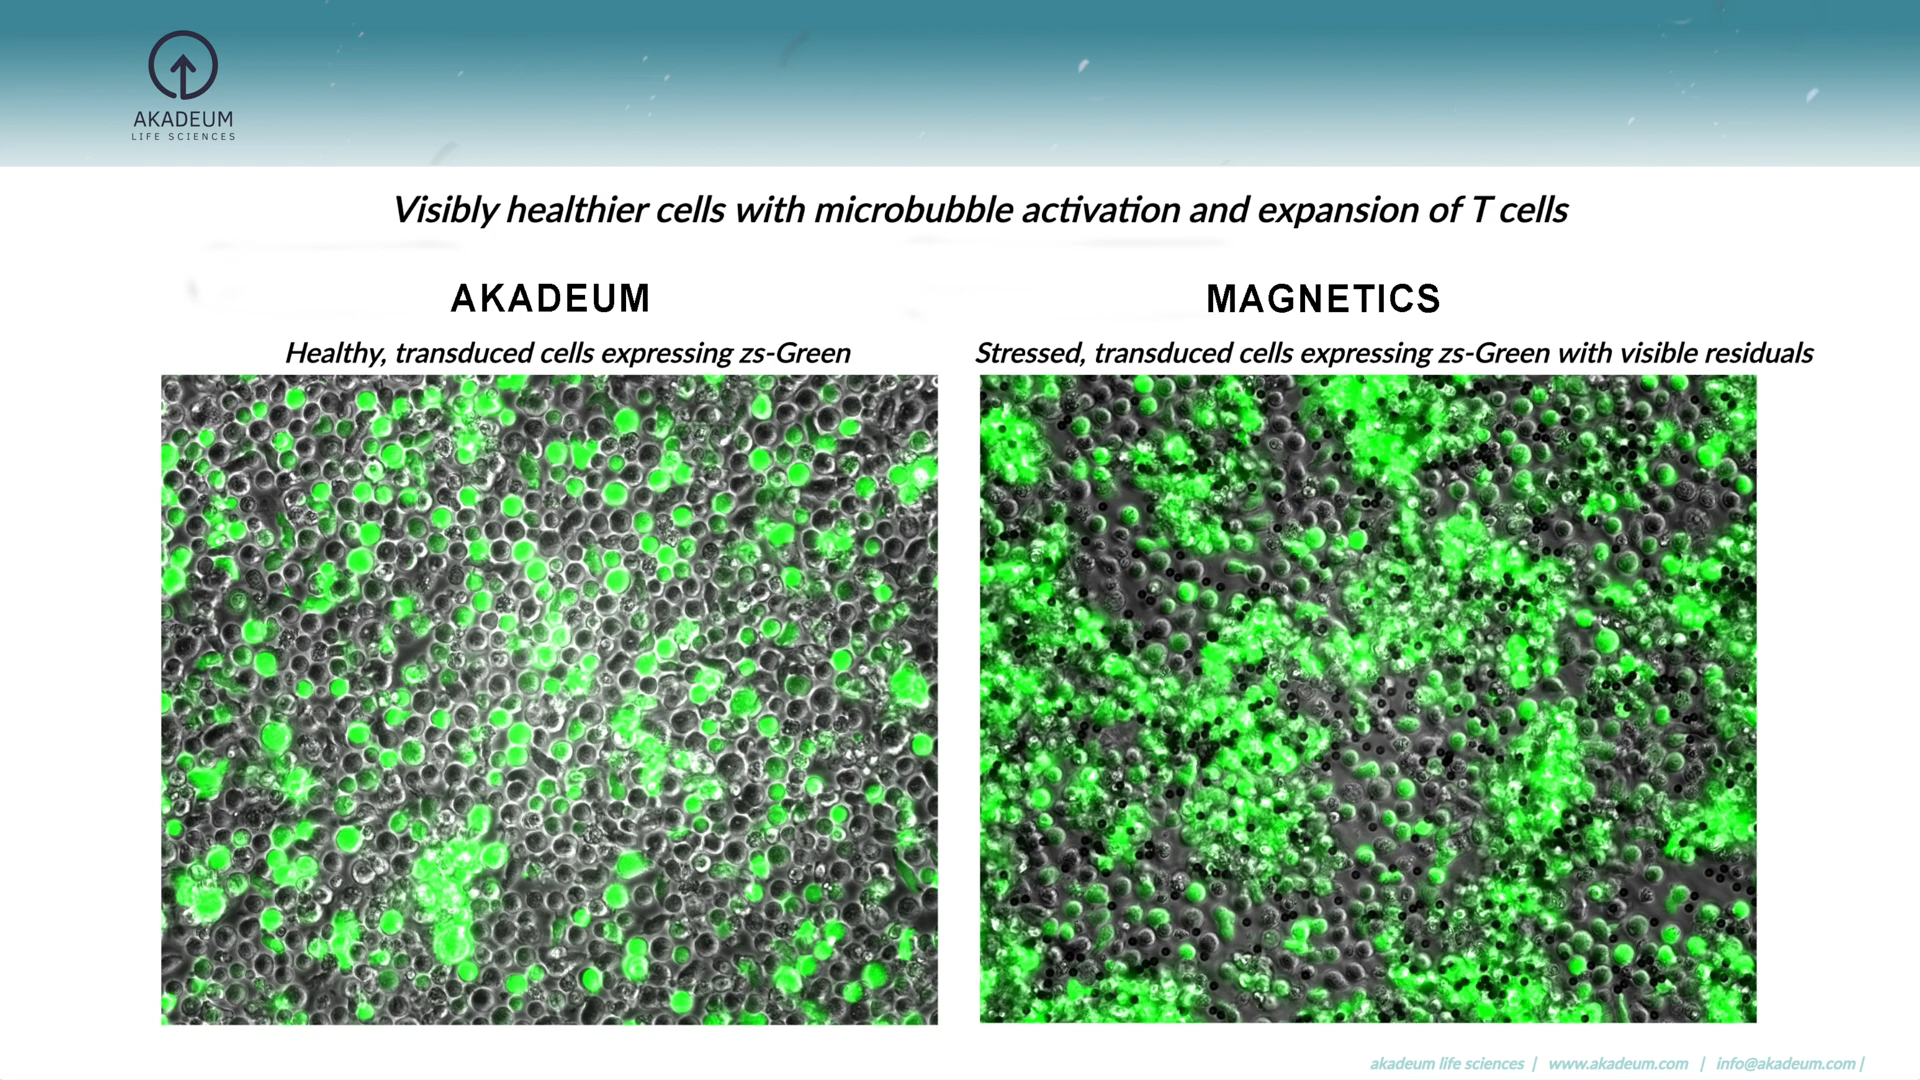 AKADEUM
LIFE SCIENCES
Visibly healthier cells with microbubble activation and expansion of T cells
AKADEUM
Healthy, transduced cells expressing zs-Green
MAGNETICS
Stressed, transduced cells expressing zs-Green with visible residuals
akadeum life sciences | www.akadeum.com | info@akadeum.com |